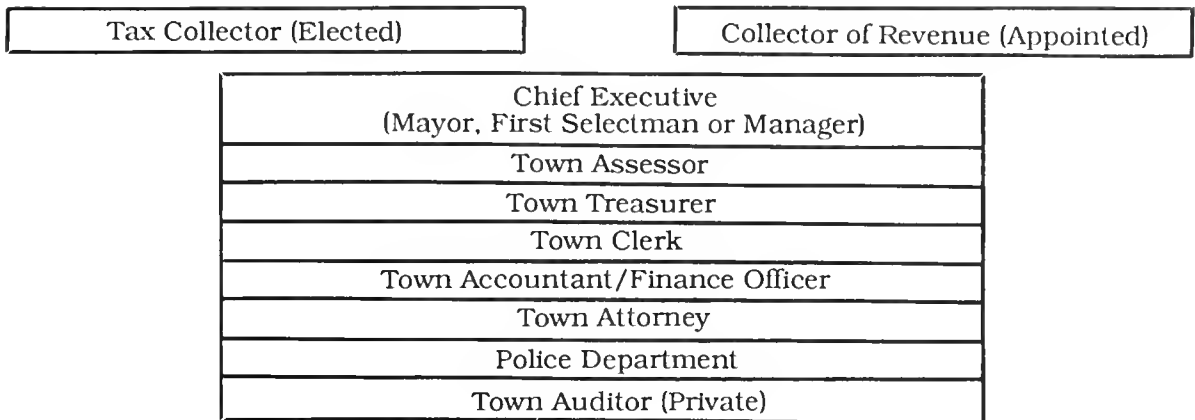 Tax Collector (Elected)
Collector of Revenue (Appointed)
Chief Executive
(Mayor, First Selectman or Manager)
Town Assessor
Town Treasurer
Town Clerk
Town Accountant/Finance Officer
Town Attorney
Police Department
Town Auditor (Private)